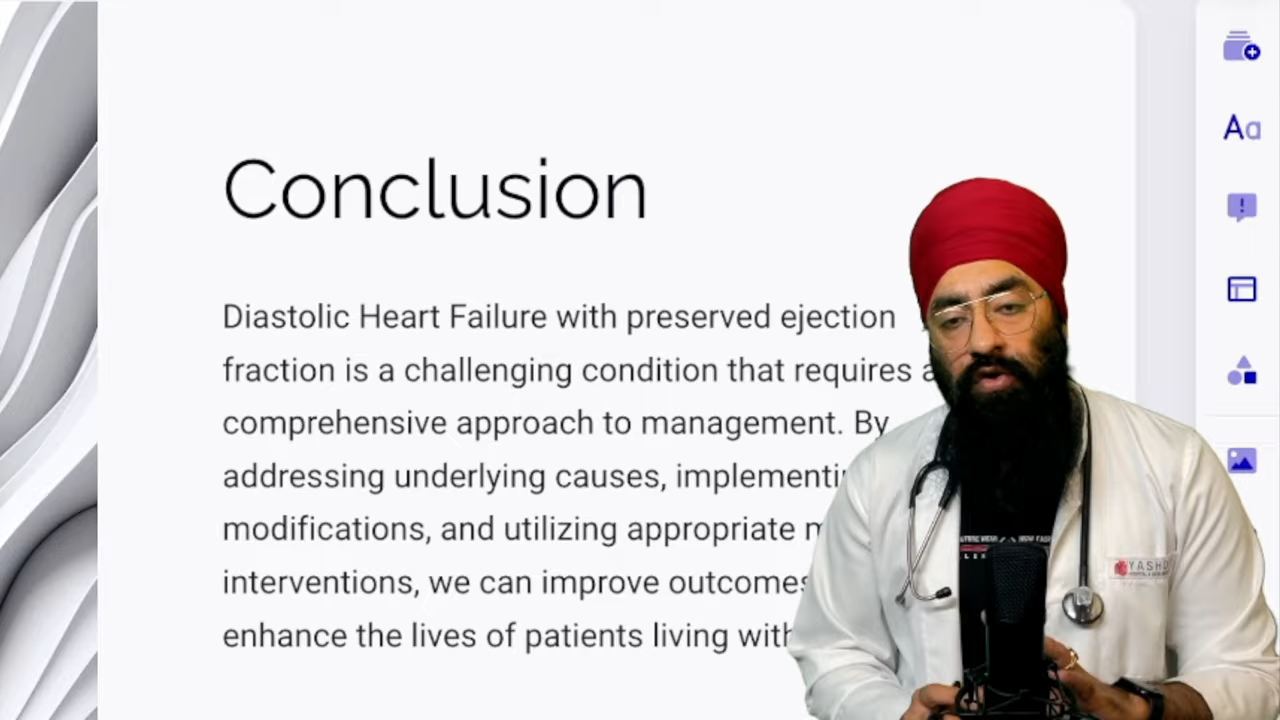 Conclusion
Diastolic Heart Failure with preserved ejection
fraction is a challenging condition that requires
comprehensive approach to management. By
addressing underlying causes,
modifications, and utilizing appropriate
interventions, we can improve outcomes
enhance the lives of patients living with
Aa